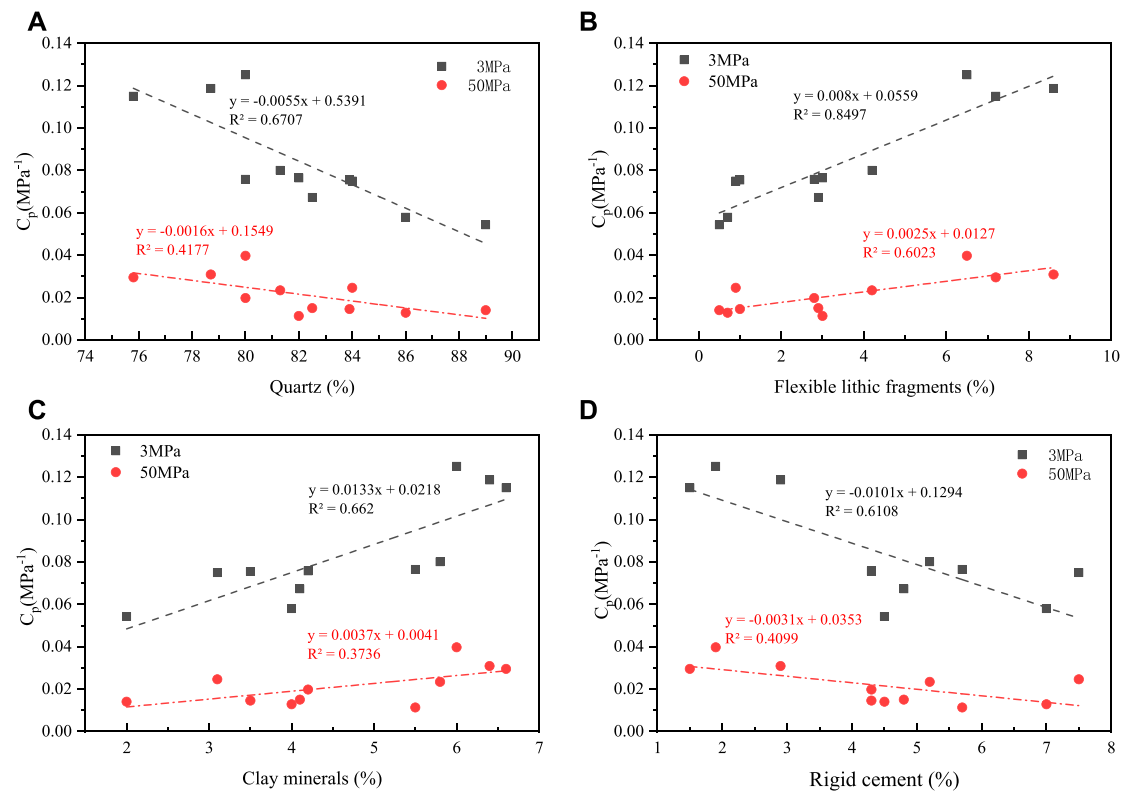 A
0.14
0.12
0.10
0.08
0.06
0.04
0.02
0.00
Cp(MPa-1)
3MPa
50MPa
y = -0.0055x + 0.5391
R² = 0.6707
y = -0.0016x + 0.1549
R² = 0.4177
74 76 78 80 82 84 86 88 90
Quartz (%)
B
0.14
0.12
0.10
0.08
0.06
0.04
0.02
0.00
Cp(MPa-1)
3MPa
50MPa
y = 0.008x + 0.0559
R² = 0.8497
y = 0.0025x + 0.0127
R² = 0.6023
0 2 4 6 8 10
Flexible lithic fragments (%)
C
0.14
0.12
0.10
0.08
0.06
0.04
0.02
0.00
Cp(MPa-1)
3MPa
50MPa
y = 0.0133x + 0.0218
R² = 0.662
y = 0.0037x + 0.0041
R² = 0.3736
2 3 4 5 6 7
Clay minerals (%)
D
0.14
0.12
0.10
0.08
0.06
0.04
0.02
0.00
Cp(MPa-1)
3MPa
50MPa
y = -0.0101x + 0.1294
R² = 0.6108
y = -0.0031x + 0.0353
R² = 0.4099
1 2 3 4 5 6 7 8
Rigid cement (%)